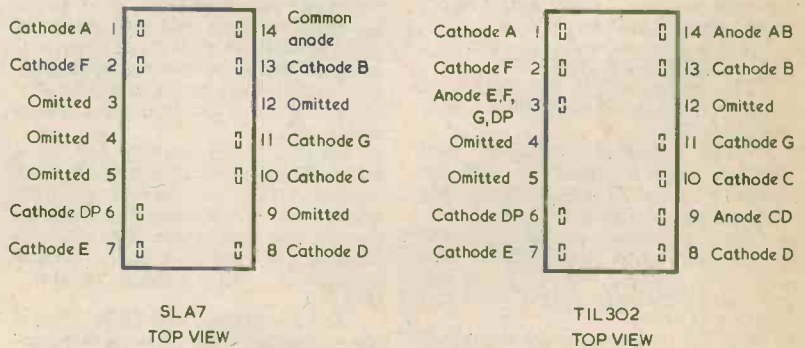 Cathode A 1
Cathode F 2
Omitted 3
Omitted 4
Omitted 5
Cathode DP 6
Cathode E 7
14 Common
anode
13 Cathode B
12 Omitted
11 Cathode G
10 Cathode C
9 Omitted
8 Cathode D
SLA7
TOP VIEW
Cathode A 1
Cathode F 2
Anode E,F,
G,DP 3
Omitted 4
Omitted 5
Cathode DP 6
Cathode E 7
14 Anode AB
13 Cathode B
12 Omitted
11 Cathode G
10 Cathode C
9 Anode CD
8 Cathode D
TIL302
TOP VIEW